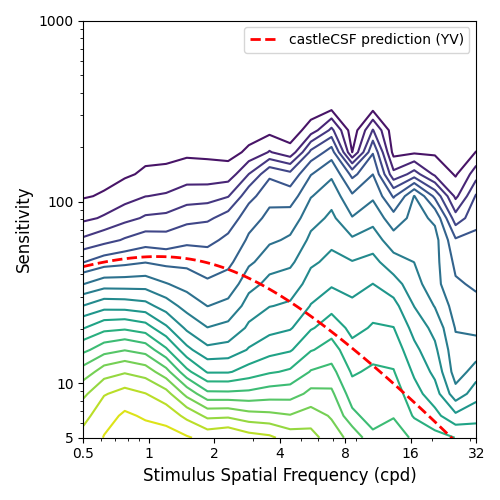 castleCSF prediction (YV)
Sensitivity
1000
100
10
5
0.5 1 2 4 8 16 32
Stimulus Spatial Frequency (cpd)